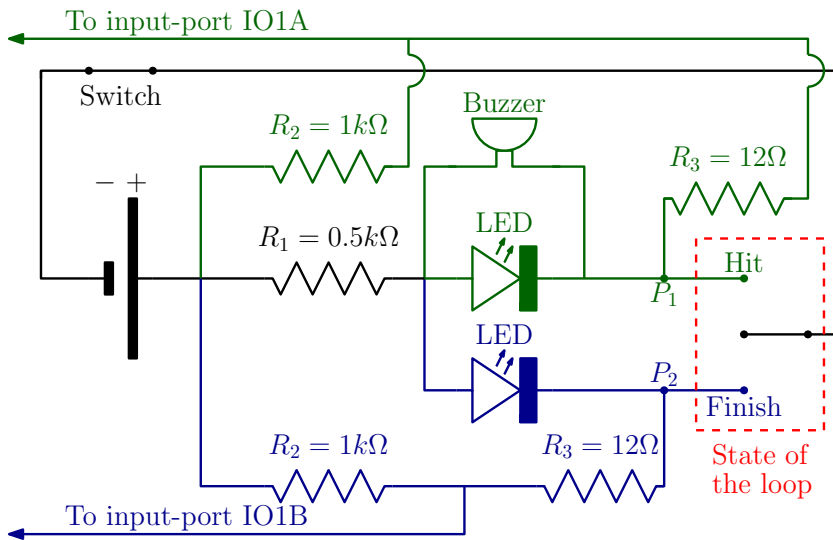 To input-port IO1A
Switch
Buzzer
R₂ = 1kΩ
R₃ = 12Ω
− +
R₁ = 0.5kΩ
LED
Hit
P₁
LED
P₂
Finish
R₂ = 1kΩ
R₃ = 12Ω
State of
the loop
To input-port IO1B